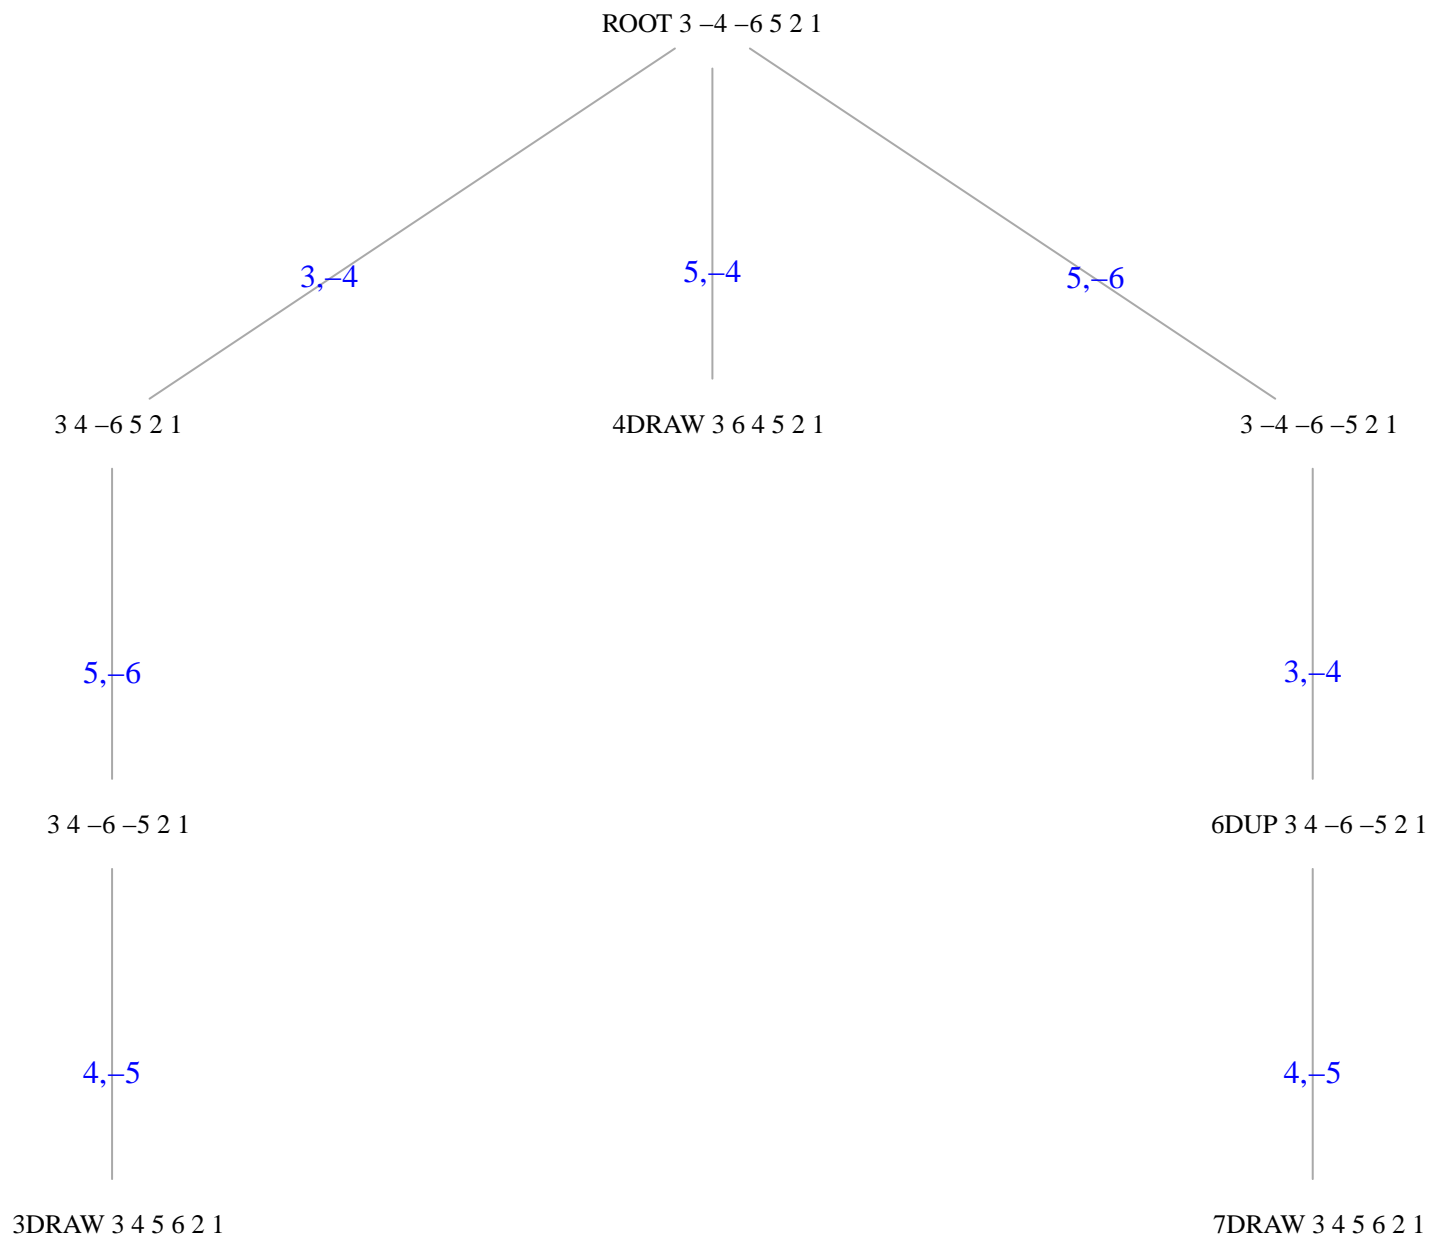 ROOT 3 –4 –6 5 2 1
3,–4
5,–4
5,–6
3 4 –6 5 2 1
4DRAW 3 6 4 5 2 1
3 –4 –6 –5 2 1
5,–6
3,–4
3 4 –6 –5 2 1
6DUP 3 4 –6 –5 2 1
4,–5
4,–5
3DRAW 3 4 5 6 2 1
7DRAW 3 4 5 6 2 1